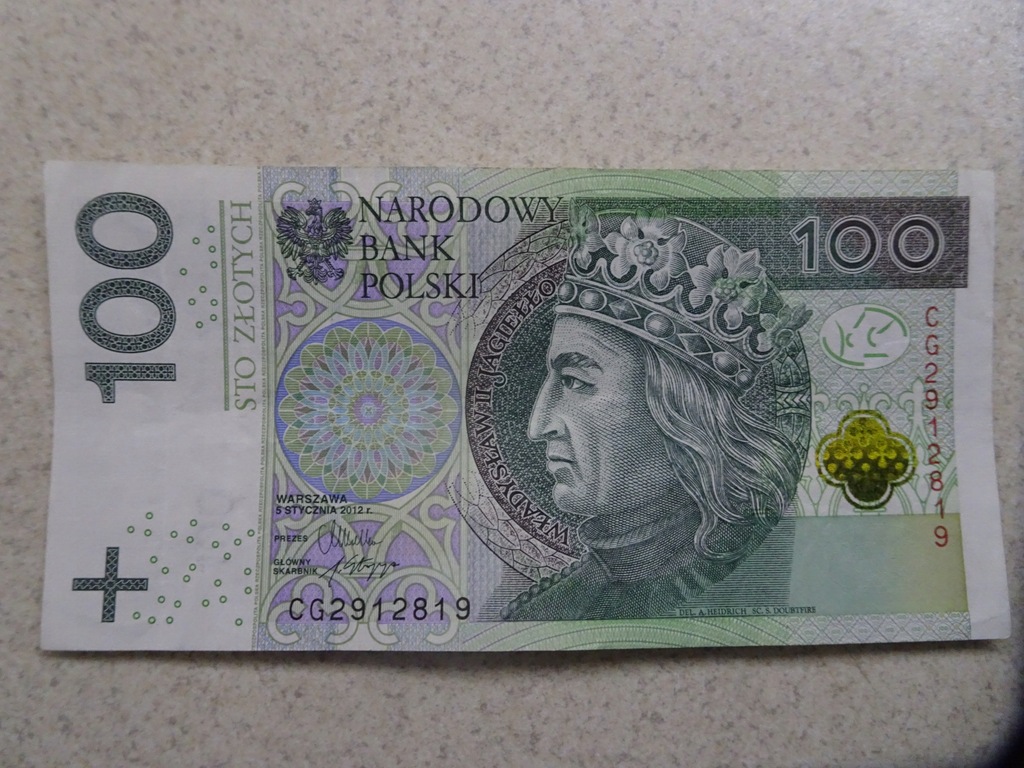 100
STO ZŁOTYCH
NARODOWY
BANK
POLSKI
WŁADYSŁAW II JAGIEŁŁO
100
CG2912819
WARSZAWA
5 STYCZNIA 2012 r.
PREZES
GŁÓWNY
SKARBNIK
CG2912819
DEL. A. HEIDRICH SC. S. DOUBTFIRE